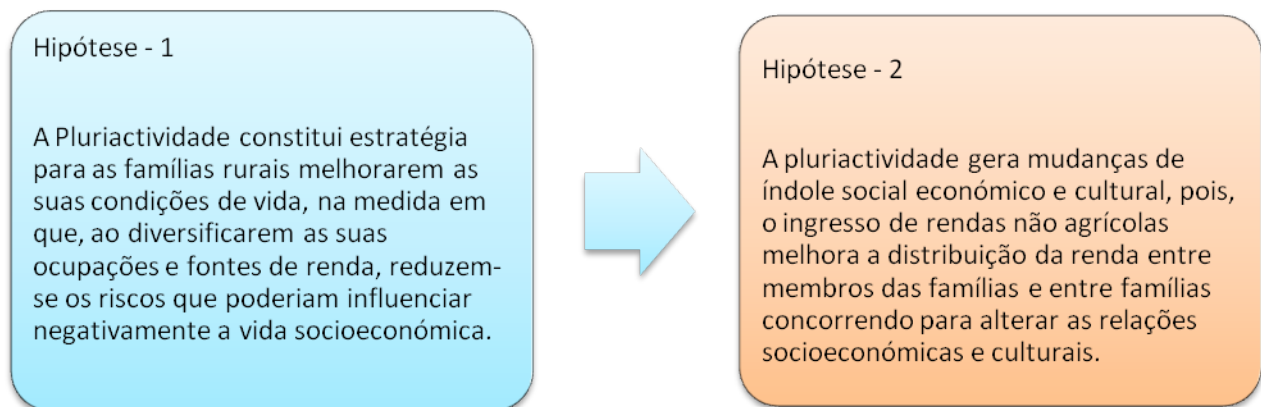 Hipótese - 1
A Pluriactividade constitui estratégia
para as famílias rurais melhorarem as
suas condições de vida, na medida em
que, ao diversificarem as suas
ocupações e fontes de renda, reduzem-
se os riscos que poderiam influenciar
negativamente a vida socioeconómica.
Hipótese - 2
A pluriactividade gera mudanças de
índole social económico e cultural, pois,
o ingresso de rendas não agrícolas
melhora a distribuição da renda entre
membros das famílias e entre famílias
concorrendo para alterar as relações
socioeconómicas e culturais.